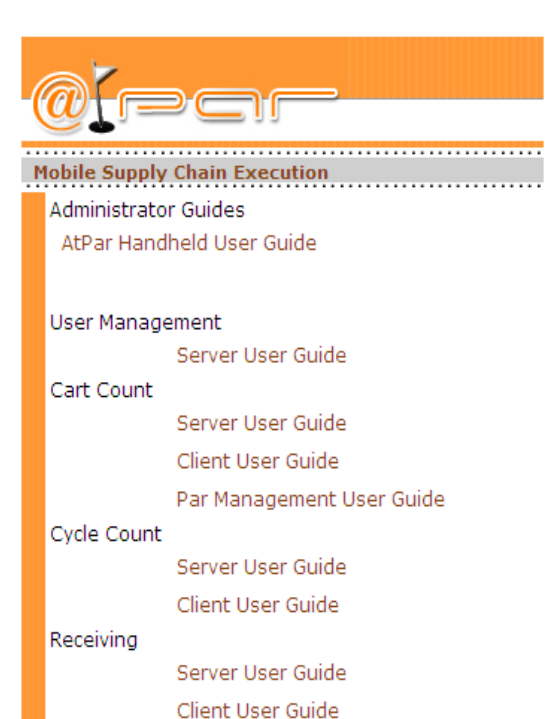 @Par
Mobile Supply Chain Execution
Administrator Guides
AtPar Handheld User Guide
User Management
Server User Guide
Cart Count
Server User Guide
Client User Guide
Par Management User Guide
Cycle Count
Server User Guide
Client User Guide
Receiving
Server User Guide
Client User Guide